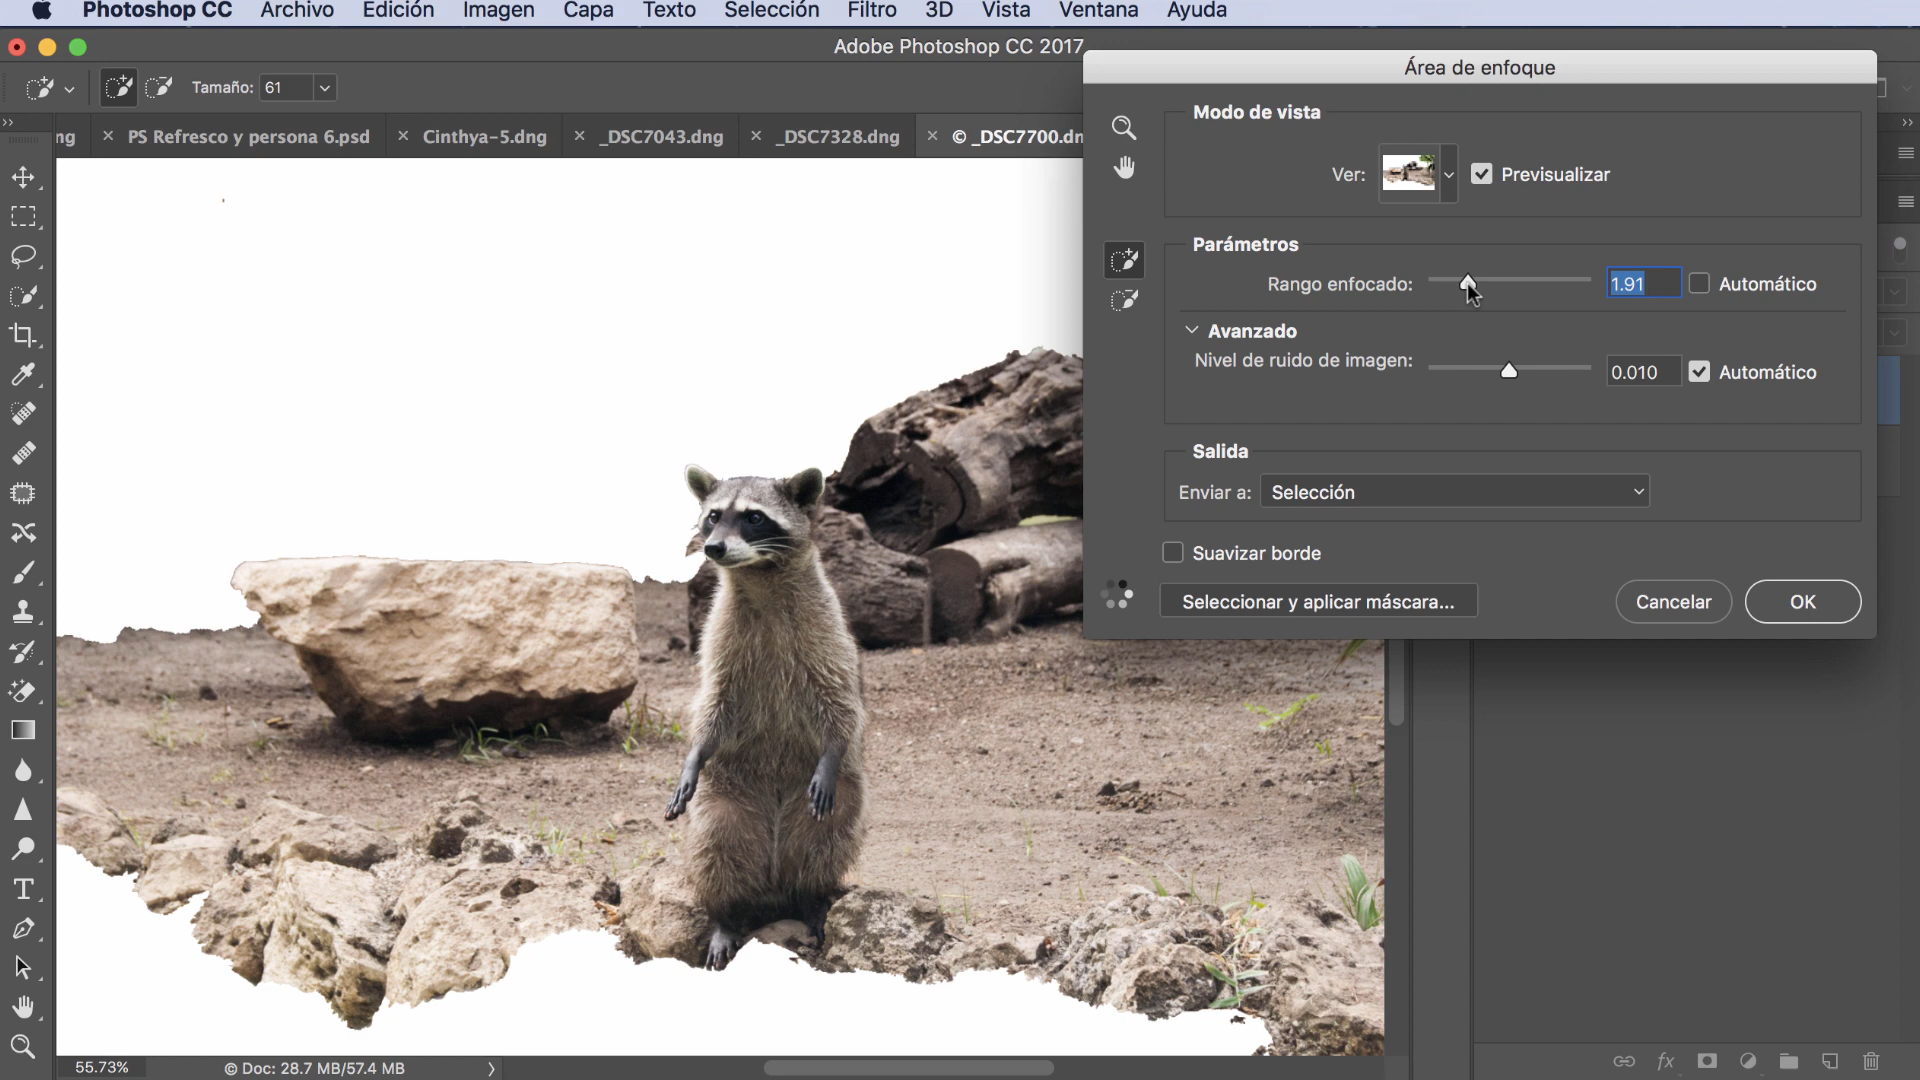 Photoshop CC Archivo Edición Imagen Capa Texto Selección Filtro 3D Vista Ventana Ayuda
Adobe Photoshop CC 2017
Tamaño: 61
ng × PS Refresco y persona 6.psd × Cinthya-5.dng × _DSC7043.dng × _DSC7328.dng × © _DSC7700.dn
Área de enfoque
Modo de vista
Ver: Previsualizar
Parámetros
Rango enfocado: 1.91 Automático
Avanzado
Nivel de ruido de imagen: 0.010 Automático
Salida
Enviar a: Selección
Suavizar borde
Seleccionar y aplicar máscara... Cancelar OK
55.73% © Doc: 28.7 MB/57.4 MB
fx